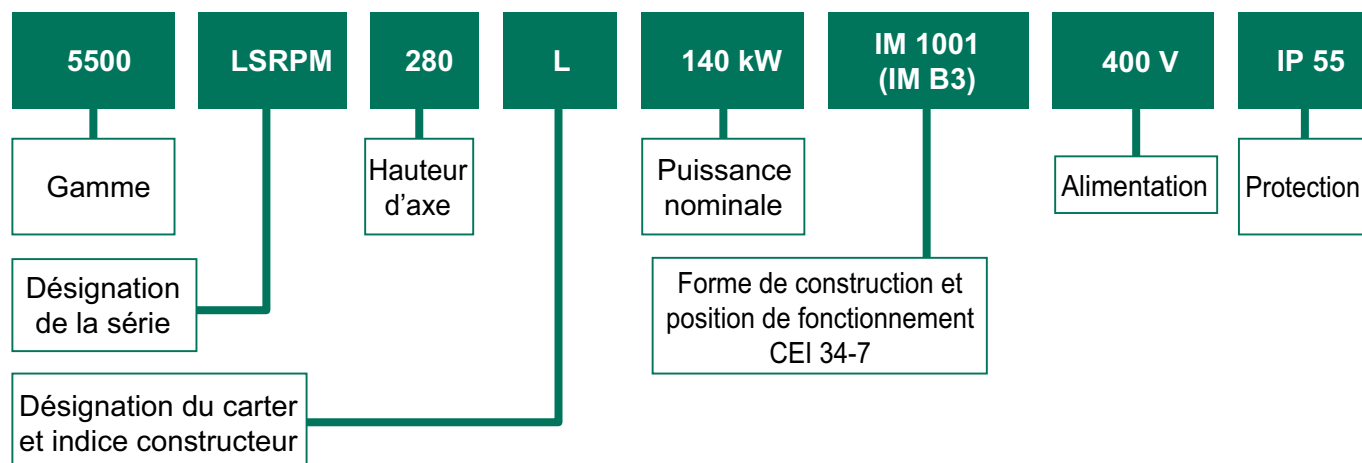 5500
LSRPM
280
L
140 kW
IM 1001
(IM B3)
400 V
IP 55
Gamme
Hauteur
d’axe
Puissance
nominale
Alimentation
Protection
Désignation
de la série
Forme de construction et
position de fonctionnement
CEI 34-7
Désignation du carter
et indice constructeur